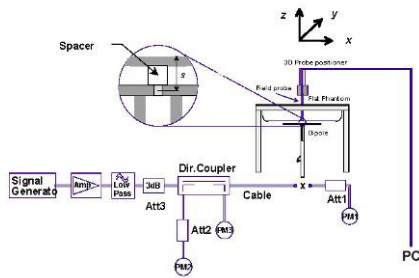 z
y
x
Spacer
s
3D Probe positioner
Field probe
Flat Phantom
Dipole
Signal
Generato
Amp
Low
Pass
3dB
Att3
Dir.Coupler
Cable
x
Att1
PM1
Att2
PM3
PM2
PC